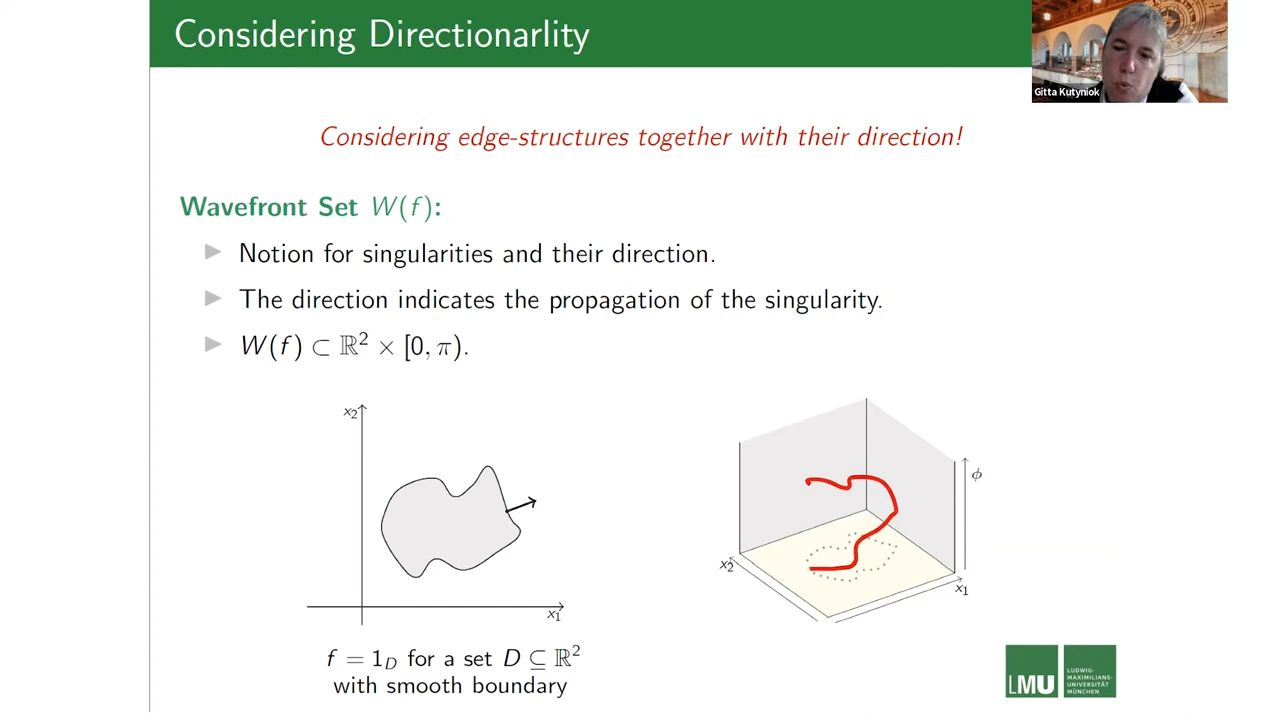 Considering Directionarlity
Gitta Kutyniok
Considering edge-structures together with their direction!
Wavefront Set W(f):
Notion for singularities and their direction.
The direction indicates the propagation of the singularity.
W(f) ⊂ ℝ² × [0, π).
x₂
x₁
f = 1_D for a set D ⊆ ℝ²
with smooth boundary
ϕ
x₂
x₁
LMU
LUDWIG-
MAXIMILIANS-
UNIVERSITÄT
MÜNCHEN